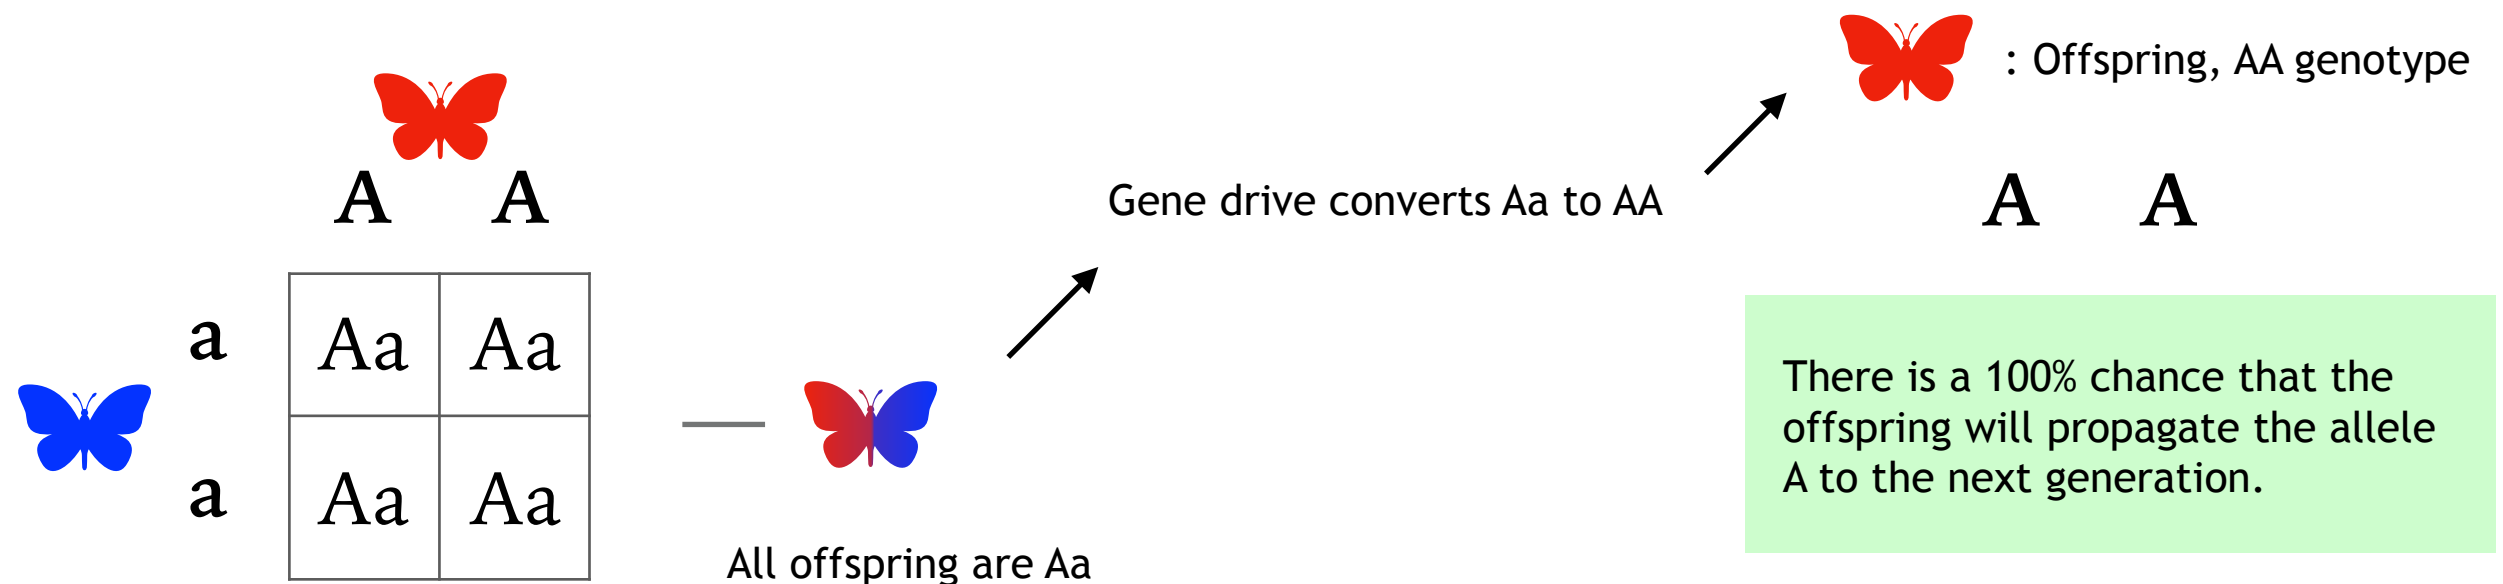 : Offspring, AA genotype
A A
Gene drive converts Aa to AA
A A
a Aa Aa
a Aa Aa
All offspring are Aa
There is a 100% chance that the
offspring will propagate the allele
A to the next generation.